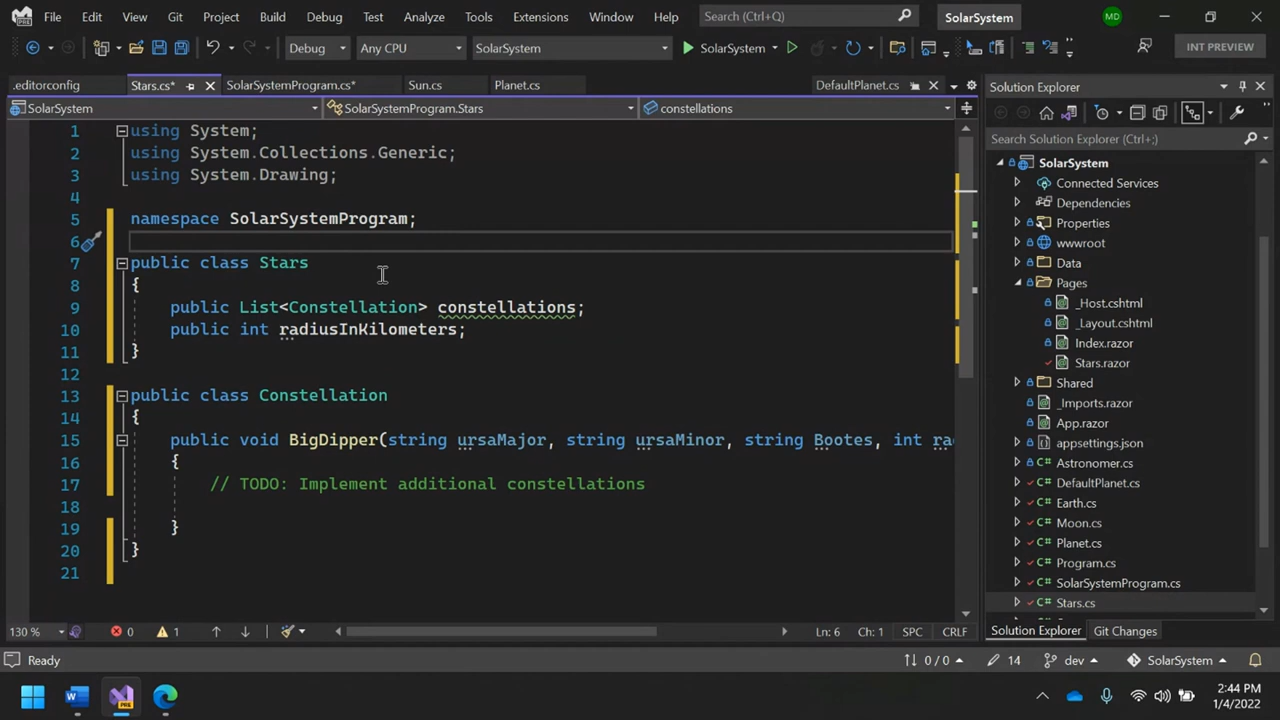 File Edit View Git Project Build Debug Test Analyze Tools Extensions Window Help Search (Ctrl+Q) SolarSystem MD
Debug Any CPU SolarSystem SolarSystem INT PREVIEW
.editorconfig Stars.cs* SolarSystemProgram.cs* Sun.cs Planet.cs DefaultPlanet.cs
SolarSystem SolarSystemProgram.Stars constellations
1 using System;
2 using System.Collections.Generic;
3 using System.Drawing;
4
5 namespace SolarSystemProgram;
6
7 public class Stars
8 {
9 public List<Constellation> constellations;
10 public int radiusInKilometers;
11 }
12
13 public class Constellation
14 {
15 public void BigDipper(string ursaMajor, string ursaMinor, string Bootes, int rad
16 {
17 // TODO: Implement additional constellations
18
19 }
20 }
21
130 % 0 1 Ln: 6 Ch: 1 SPC CRLF
Solution Explorer
Search Solution Explorer (Ctrl+;)
SolarSystem
Connected Services
Dependencies
Properties
wwwroot
Data
Pages
_Host.cshtml
_Layout.cshtml
Index.razor
Stars.razor
Shared
_Imports.razor
App.razor
appsettings.json
Astronomer.cs
DefaultPlanet.cs
Earth.cs
Moon.cs
Planet.cs
Program.cs
SolarSystemProgram.cs
Stars.cs
Solution Explorer Git Changes
Ready 0 / 0 14 dev SolarSystem
2:44 PM
1/4/2022